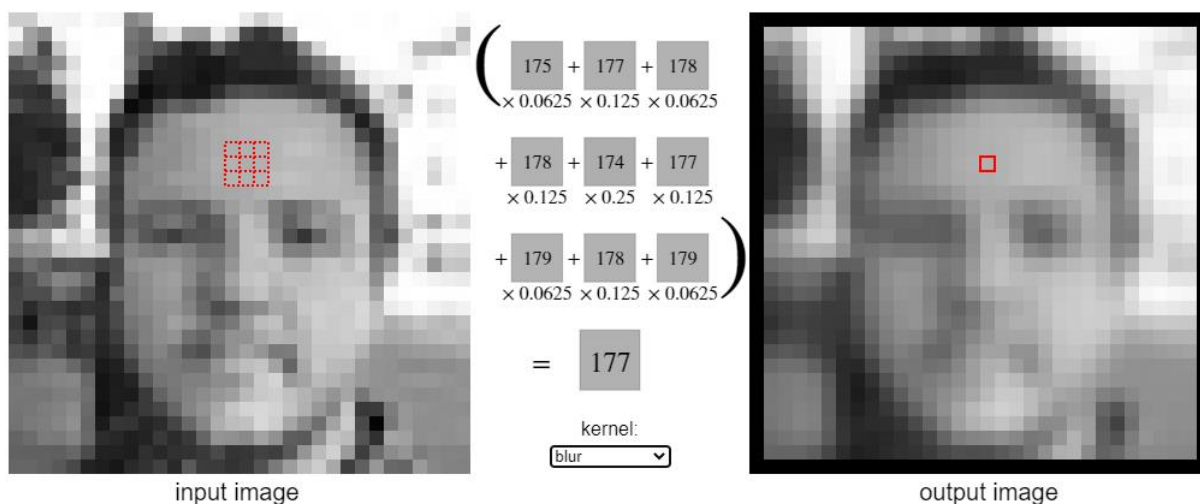 ( 175 + 177 + 178
× 0.0625 × 0.125 × 0.0625
+ 178 + 174 + 177
× 0.125 × 0.25 × 0.125
+ 179 + 178 + 179 )
× 0.0625 × 0.125 × 0.0625
= 177
kernel:
blur
input image
output image